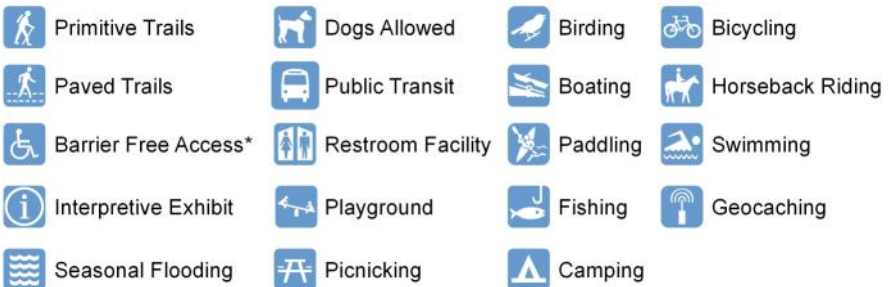 Primitive Trails Dogs Allowed Birding Bicycling
Paved Trails Public Transit Boating Horseback Riding
Barrier Free Access* Restroom Facility Paddling Swimming
Interpretive Exhibit Playground Fishing Geocaching
Seasonal Flooding Picnicking Camping